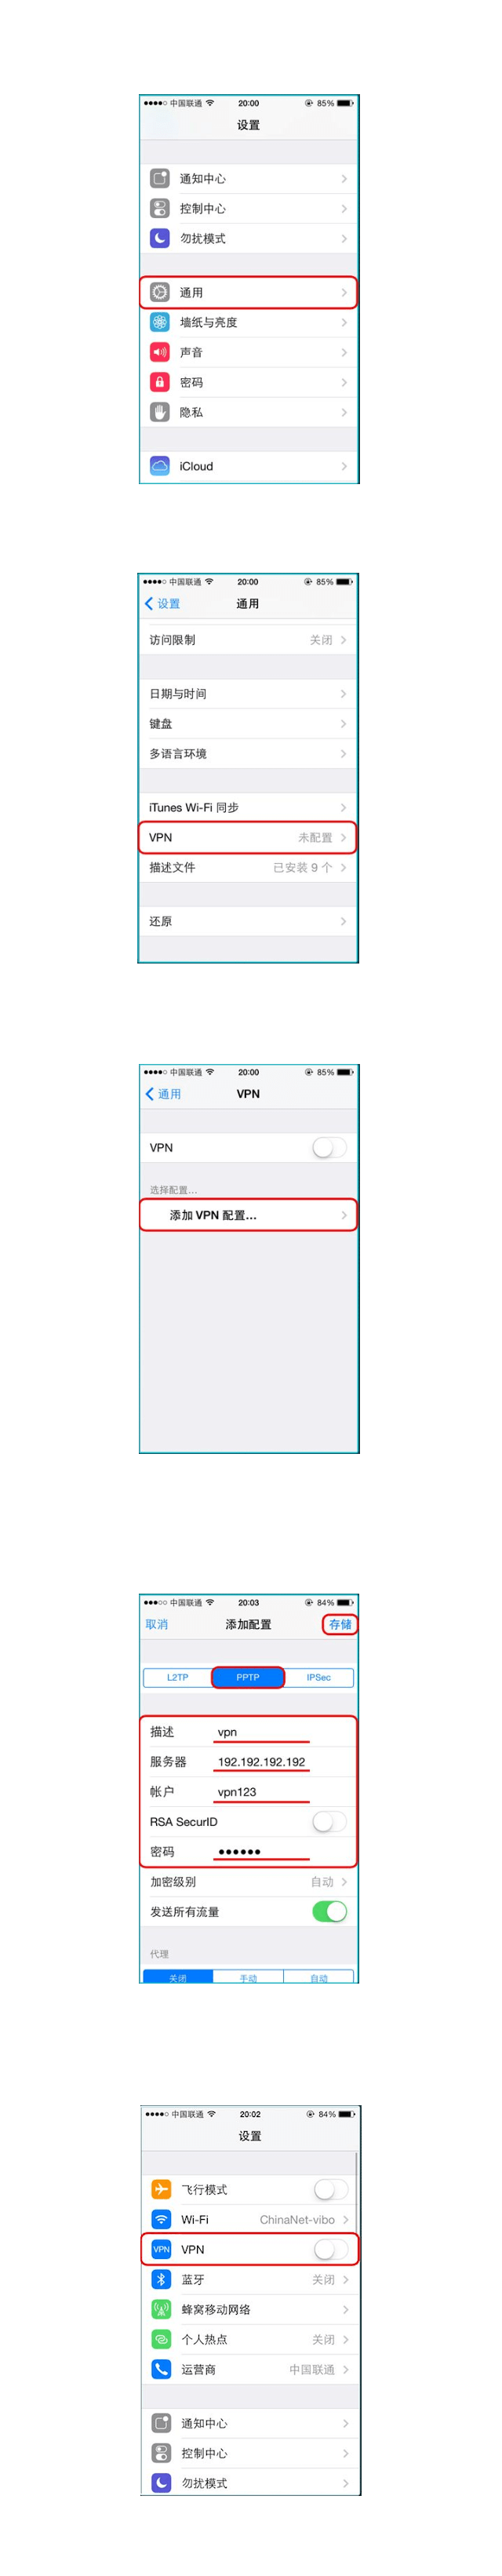 中国联通 20:00 85%
设置
通知中心
控制中心
勿扰模式
通用
墙纸与亮度
声音
密码
隐私
iCloud
中国联通 20:00 85%
设置 通用
访问限制 关闭
日期与时间
键盘
多语言环境
iTunes Wi-Fi 同步
VPN 未配置
描述文件 已安装 9 个
还原
中国联通 20:00 85%
通用 VPN
VPN
选择配置...
添加 VPN 配置...
中国联通 20:03 84%
取消 添加配置 存储
L2TP PPTP IPSec
描述 vpn
服务器 192.192.192.192
帐户 vpn123
RSA SecurID
密码 ●●●●●●
加密级别 自动
发送所有流量
代理
关闭 手动 自动
中国联通 20:02 84%
设置
飞行模式
Wi-Fi ChinaNet-vibo
VPN VPN
蓝牙 关闭
蜂窝移动网络
个人热点 关闭
运营商 中国联通
通知中心
控制中心
勿扰模式